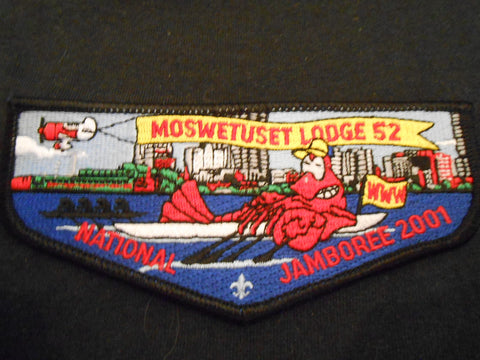 MOSWETUSET LODGE 52
WWW
NATIONAL JAMBOREE 2001